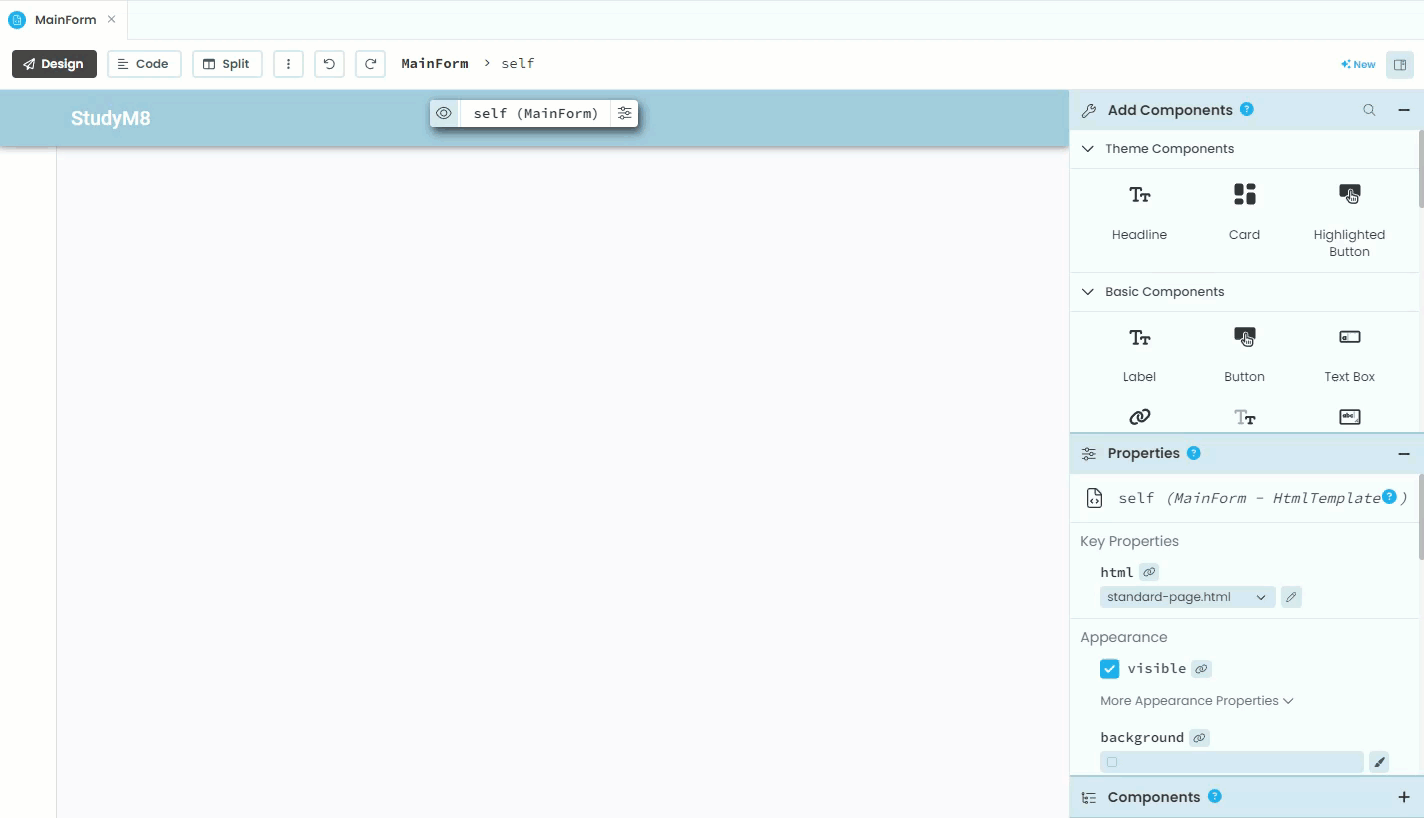 MainForm
Design Code Split MainForm > self New
StudyM8
self (MainForm)
Add Components ?
Theme Components
Headline Card Highlighted
Button
Basic Components
Label Button Text Box
Properties ?
self (MainForm - HtmlTemplate ? )
Key Properties
html
standard-page.html
Appearance
visible
More Appearance Properties
background
Components ?